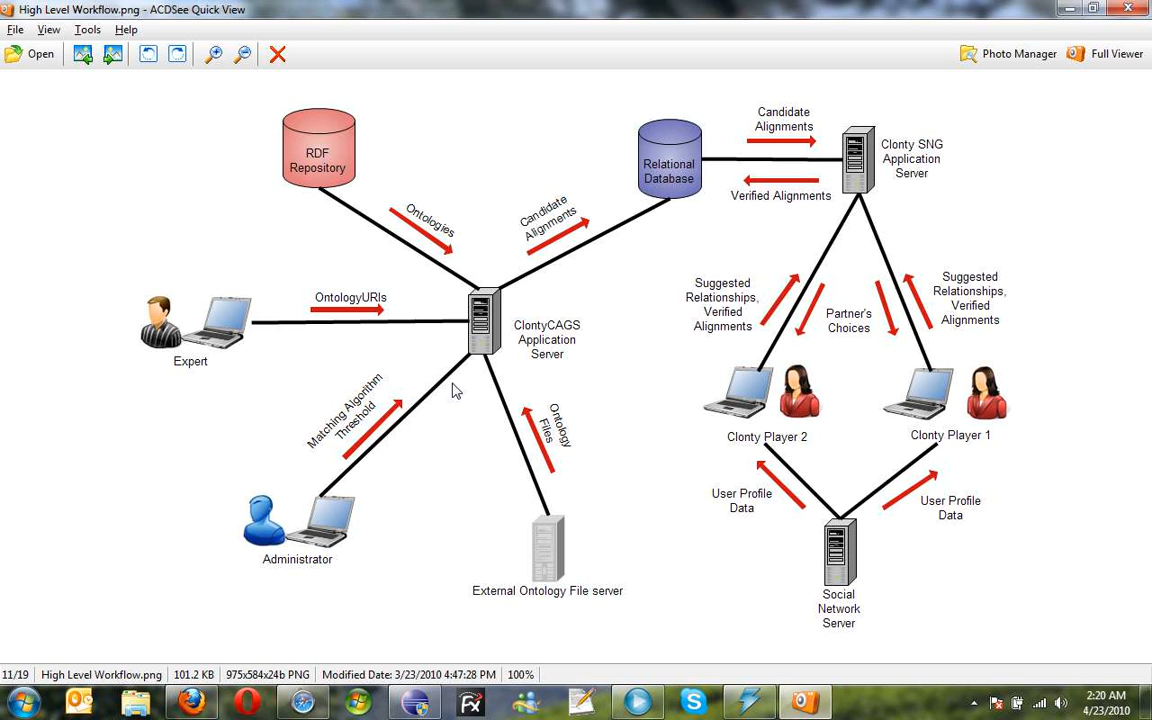 High Level Workflow.png - ACDSee Quick View
File View Tools Help
Open
Photo Manager
Full Viewer
RDF
Repository
Relational
Database
Candidate
Alignments
Verified Alignments
Clonty SNG
Application
Server
Ontologies
Candidate
Alignments
OntologyURIs
Expert
ClontyCAGS
Application
Server
Matching Algorithm
Threshold
Administrator
Ontology
Files
External Ontology File server
Suggested
Relationships,
Verified
Alignments
Partner's
Choices
Suggested
Relationships,
Verified
Alignments
Clonty Player 2
Clonty Player 1
User Profile
Data
User Profile
Data
Social
Network
Server
11/19 High Level Workflow.png 101.2 KB 975x584x24b PNG Modified Date: 3/23/2010 4:47:28 PM 100%
Fx
2:20 AM
4/23/2010